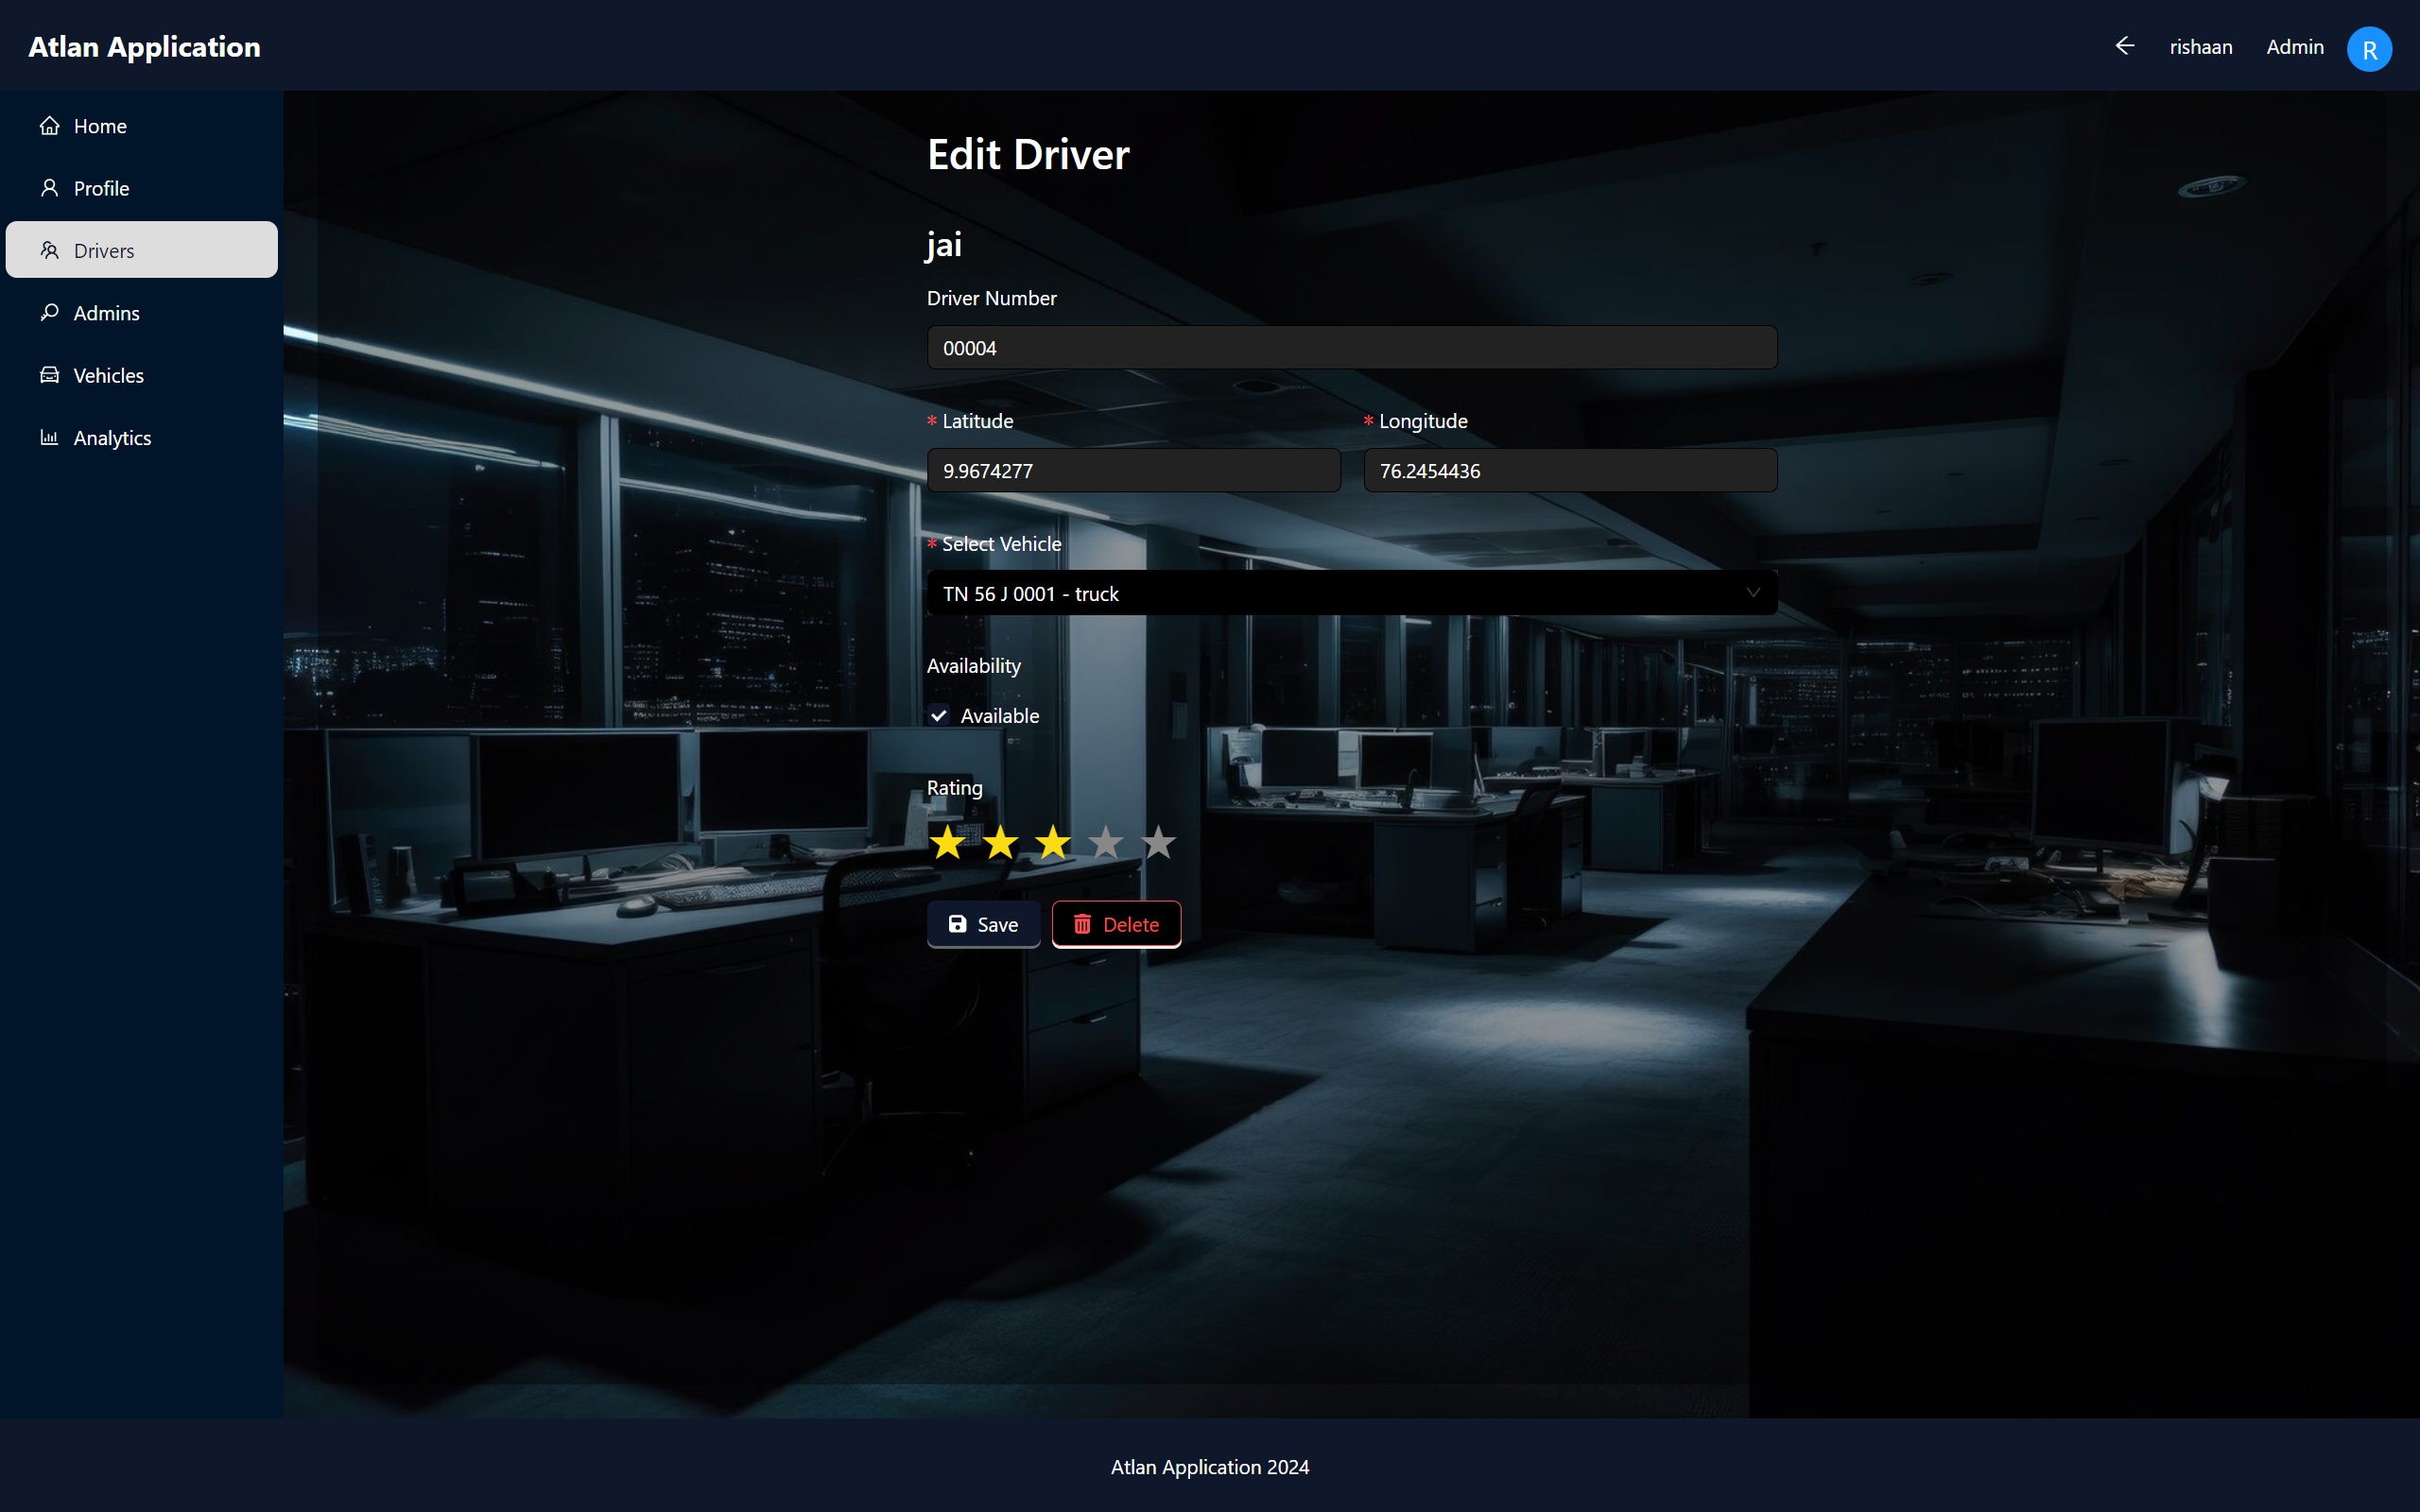 Atlan Application
rishaan Admin R
Home
Profile
Drivers
Admins
Vehicles
Analytics
Edit Driver
jai
Driver Number
00004
* Latitude
* Longitude
9.9674277
76.2454436
* Select Vehicle
TN 56 J 0001 - truck
Availability
Available
Rating
Save
Delete
Atlan Application 2024